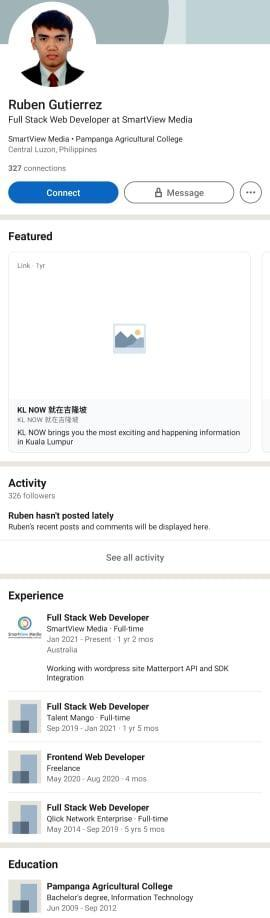 Ruben Gutierrez
Full Stack Web Developer at SmartView Media
SmartView Media • Pampanga Agricultural College
Central Luzon, Philippines
327 connections
Connect
Message
Featured
Link · 1yr
KL NOW 就在吉隆坡
KL NOW 就在吉隆坡
KL NOW brings you the most exciting and happening information
in Kuala Lumpur
Activity
326 followers
Ruben hasn't posted lately
Ruben's recent posts and comments will be displayed here.
See all activity
Experience
SmartView Media
Full Stack Web Developer
SmartView Media · Full-time
Jan 2021 - Present · 1 yr 2 mos
Australia
Working with wordpress site Matterport API and SDK
Integration
Full Stack Web Developer
Talent Mango · Full-time
Sep 2019 - Jan 2021 · 1 yr 5 mos
Frontend Web Developer
Freelance
May 2020 - Aug 2020 · 4 mos
Full Stack Web Developer
Qlick Network Enterprise · Full-time
May 2014 - Sep 2019 · 5 yrs 5 mos
Education
Pampanga Agricultural College
Bachelor's degree, Information Technology
Jun 2009 - Sep 2012